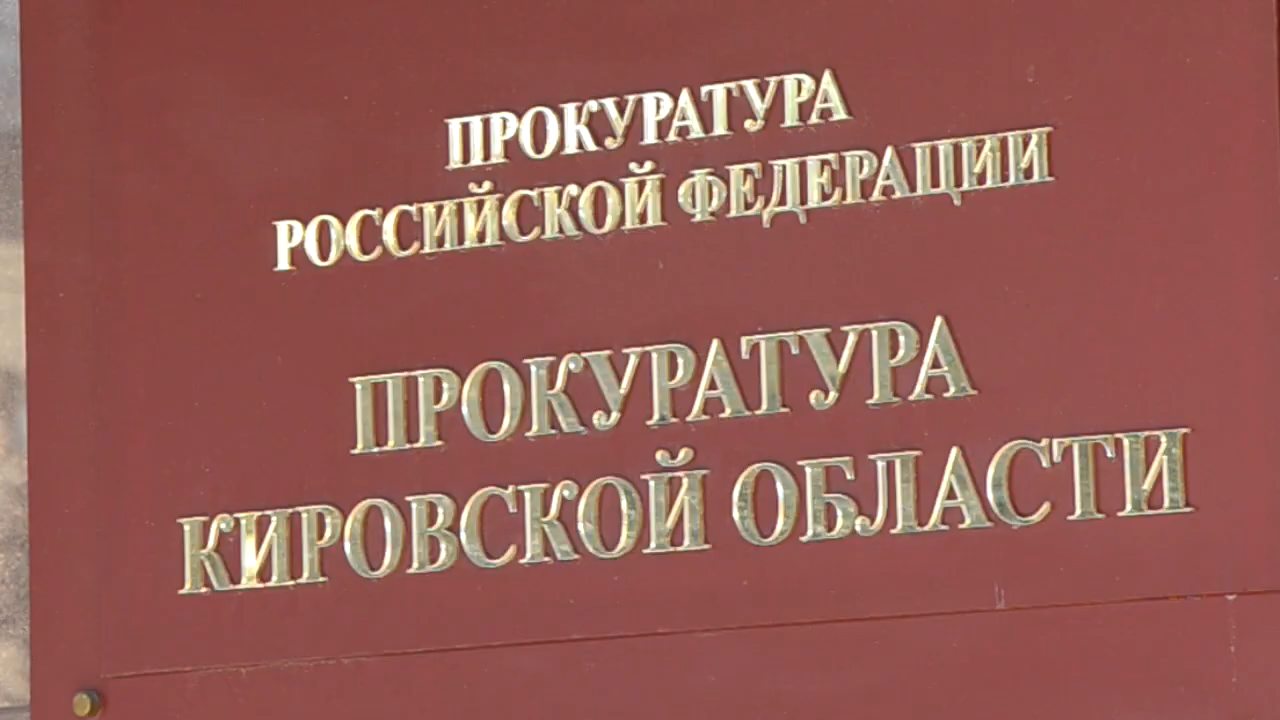 ПРОКУРАТУРА
РОССИЙСКОЙ ФЕДЕРАЦИИ
ПРОКУРАТУРА
КИРОВСКОЙ ОБЛАСТИ